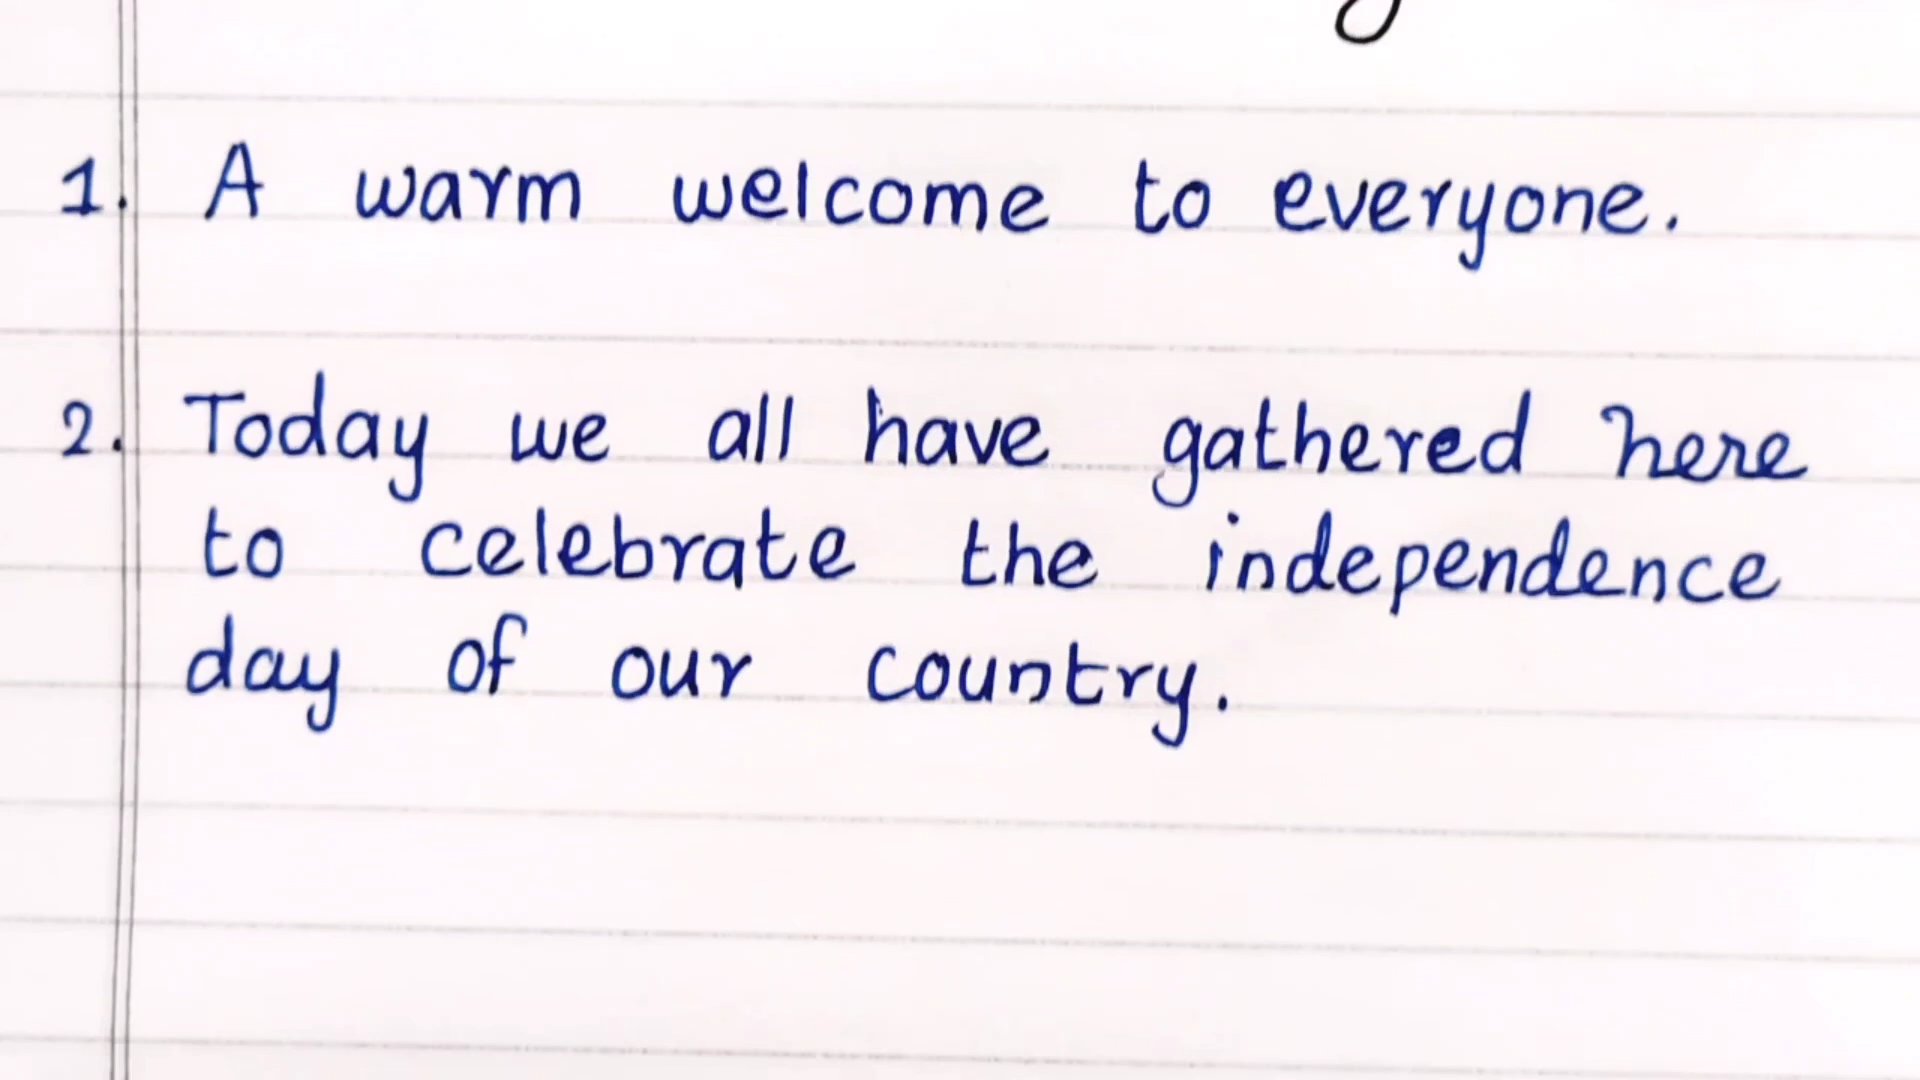 1. A warm welcome to everyone.
2. Today we all have gathered here
to celebrate the independence
day of our country.